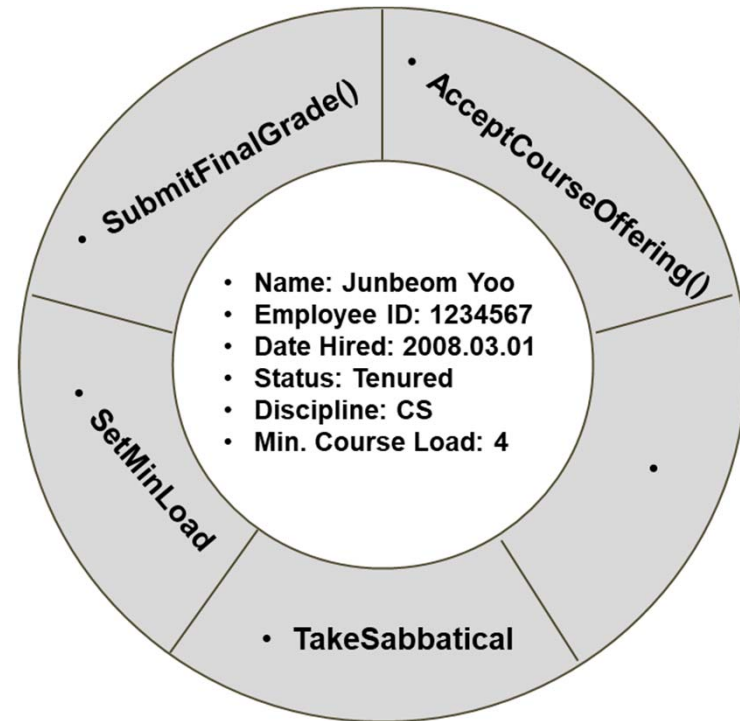 • SubmitFinalGrade()
• AcceptCourseOffering()
• Name: Junbeom Yoo
• Employee ID: 1234567
• Date Hired: 2008.03.01
• Status: Tenured
• Discipline: CS
• Min. Course Load: 4
• SetMinLoad
•
• TakeSabbatical